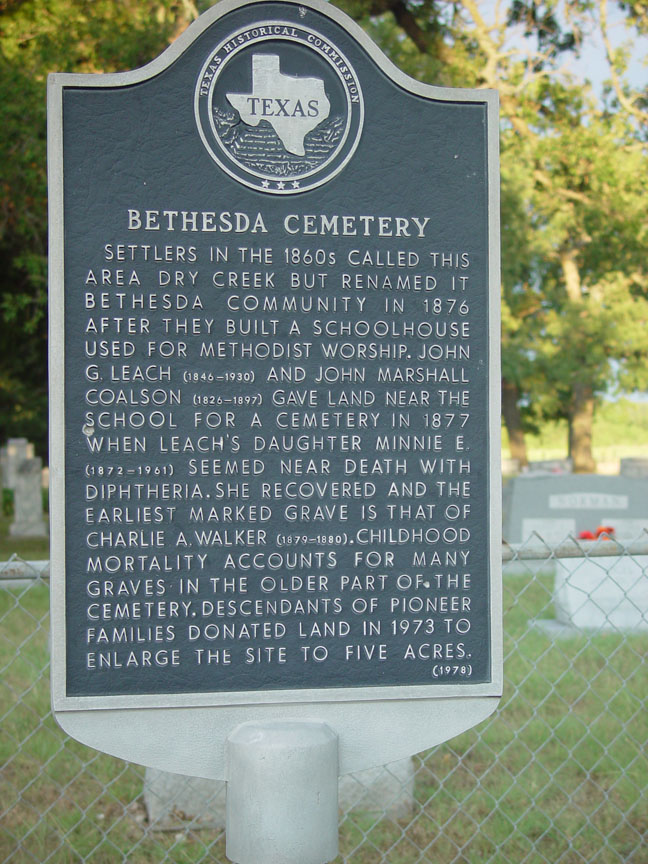 TEXAS HISTORICAL COMMISSION
TEXAS
BETHESDA CEMETERY
SETTLERS IN THE 1860s CALLED THIS
AREA DRY CREEK BUT RENAMED IT
BETHESDA COMMUNITY IN 1876
AFTER THEY BUILT A SCHOOLHOUSE
USED FOR METHODIST WORSHIP. JOHN
G. LEACH (1846-1930) AND JOHN MARSHALL
COALSON (1826-1897) GAVE LAND NEAR THE
SCHOOL FOR A CEMETERY IN 1877
WHEN LEACH'S DAUGHTER MINNIE E.
(1872-1961) SEEMED NEAR DEATH WITH
DIPHTHERIA. SHE RECOVERED AND THE
EARLIEST MARKED GRAVE IS THAT OF
CHARLIE A. WALKER (1879-1880). CHILDHOOD
MORTALITY ACCOUNTS FOR MANY
GRAVES IN THE OLDER PART OF THE
CEMETERY. DESCENDANTS OF PIONEER
FAMILIES DONATED LAND IN 1973 TO
ENLARGE THE SITE TO FIVE ACRES.
(1978)
NORMAN